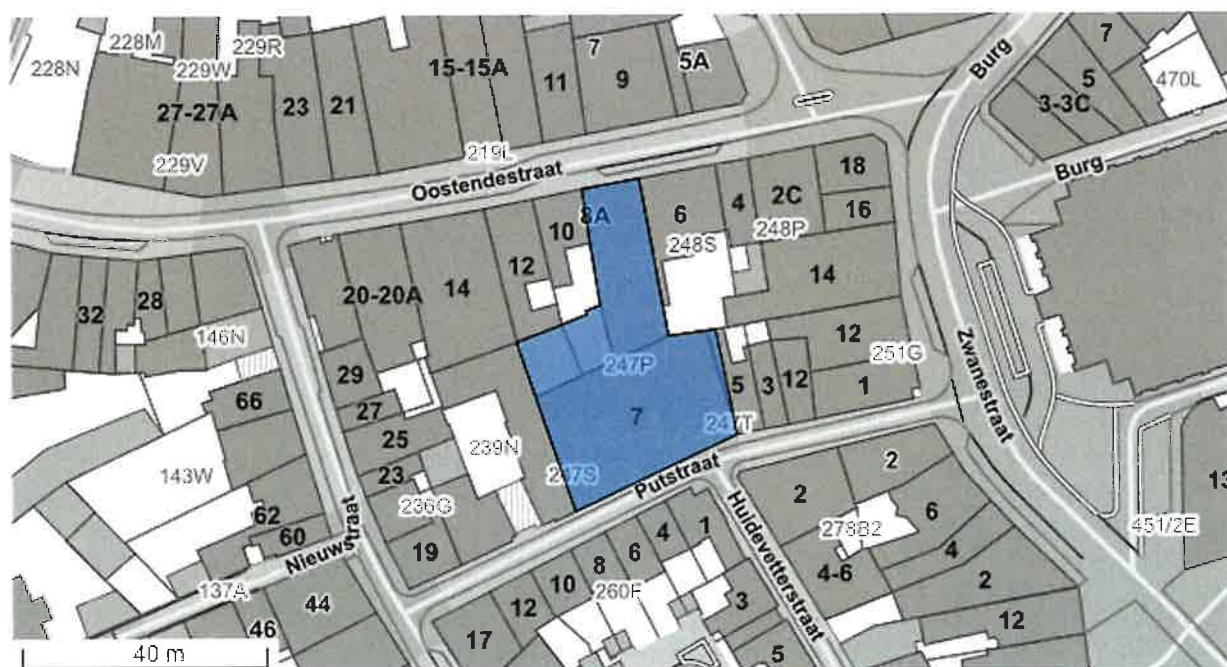 228M
229R
228N
229W
27-27A
23
21
15-15A
11
7
9
5A
229V
219L
Oostendestraat
Burg
3-3C
5
7
470L
Burg
8A
10
6
4
2C
18
16
248S
248P
14
12
14
20-20A
12
251G
1
32
28
146N
29
27
25
23
19
66
143W
62
60
Nieuwstraat
137A
44
46
239N
236G
247P
7
247S
247T
5
3
12
Putstraat
Zwanestraat
Huidevetterstraat
2
2
6
4
278B2
4-6
2
12
451/2E
13
1
4
6
8
10
12
17
260F
3
5
40 m